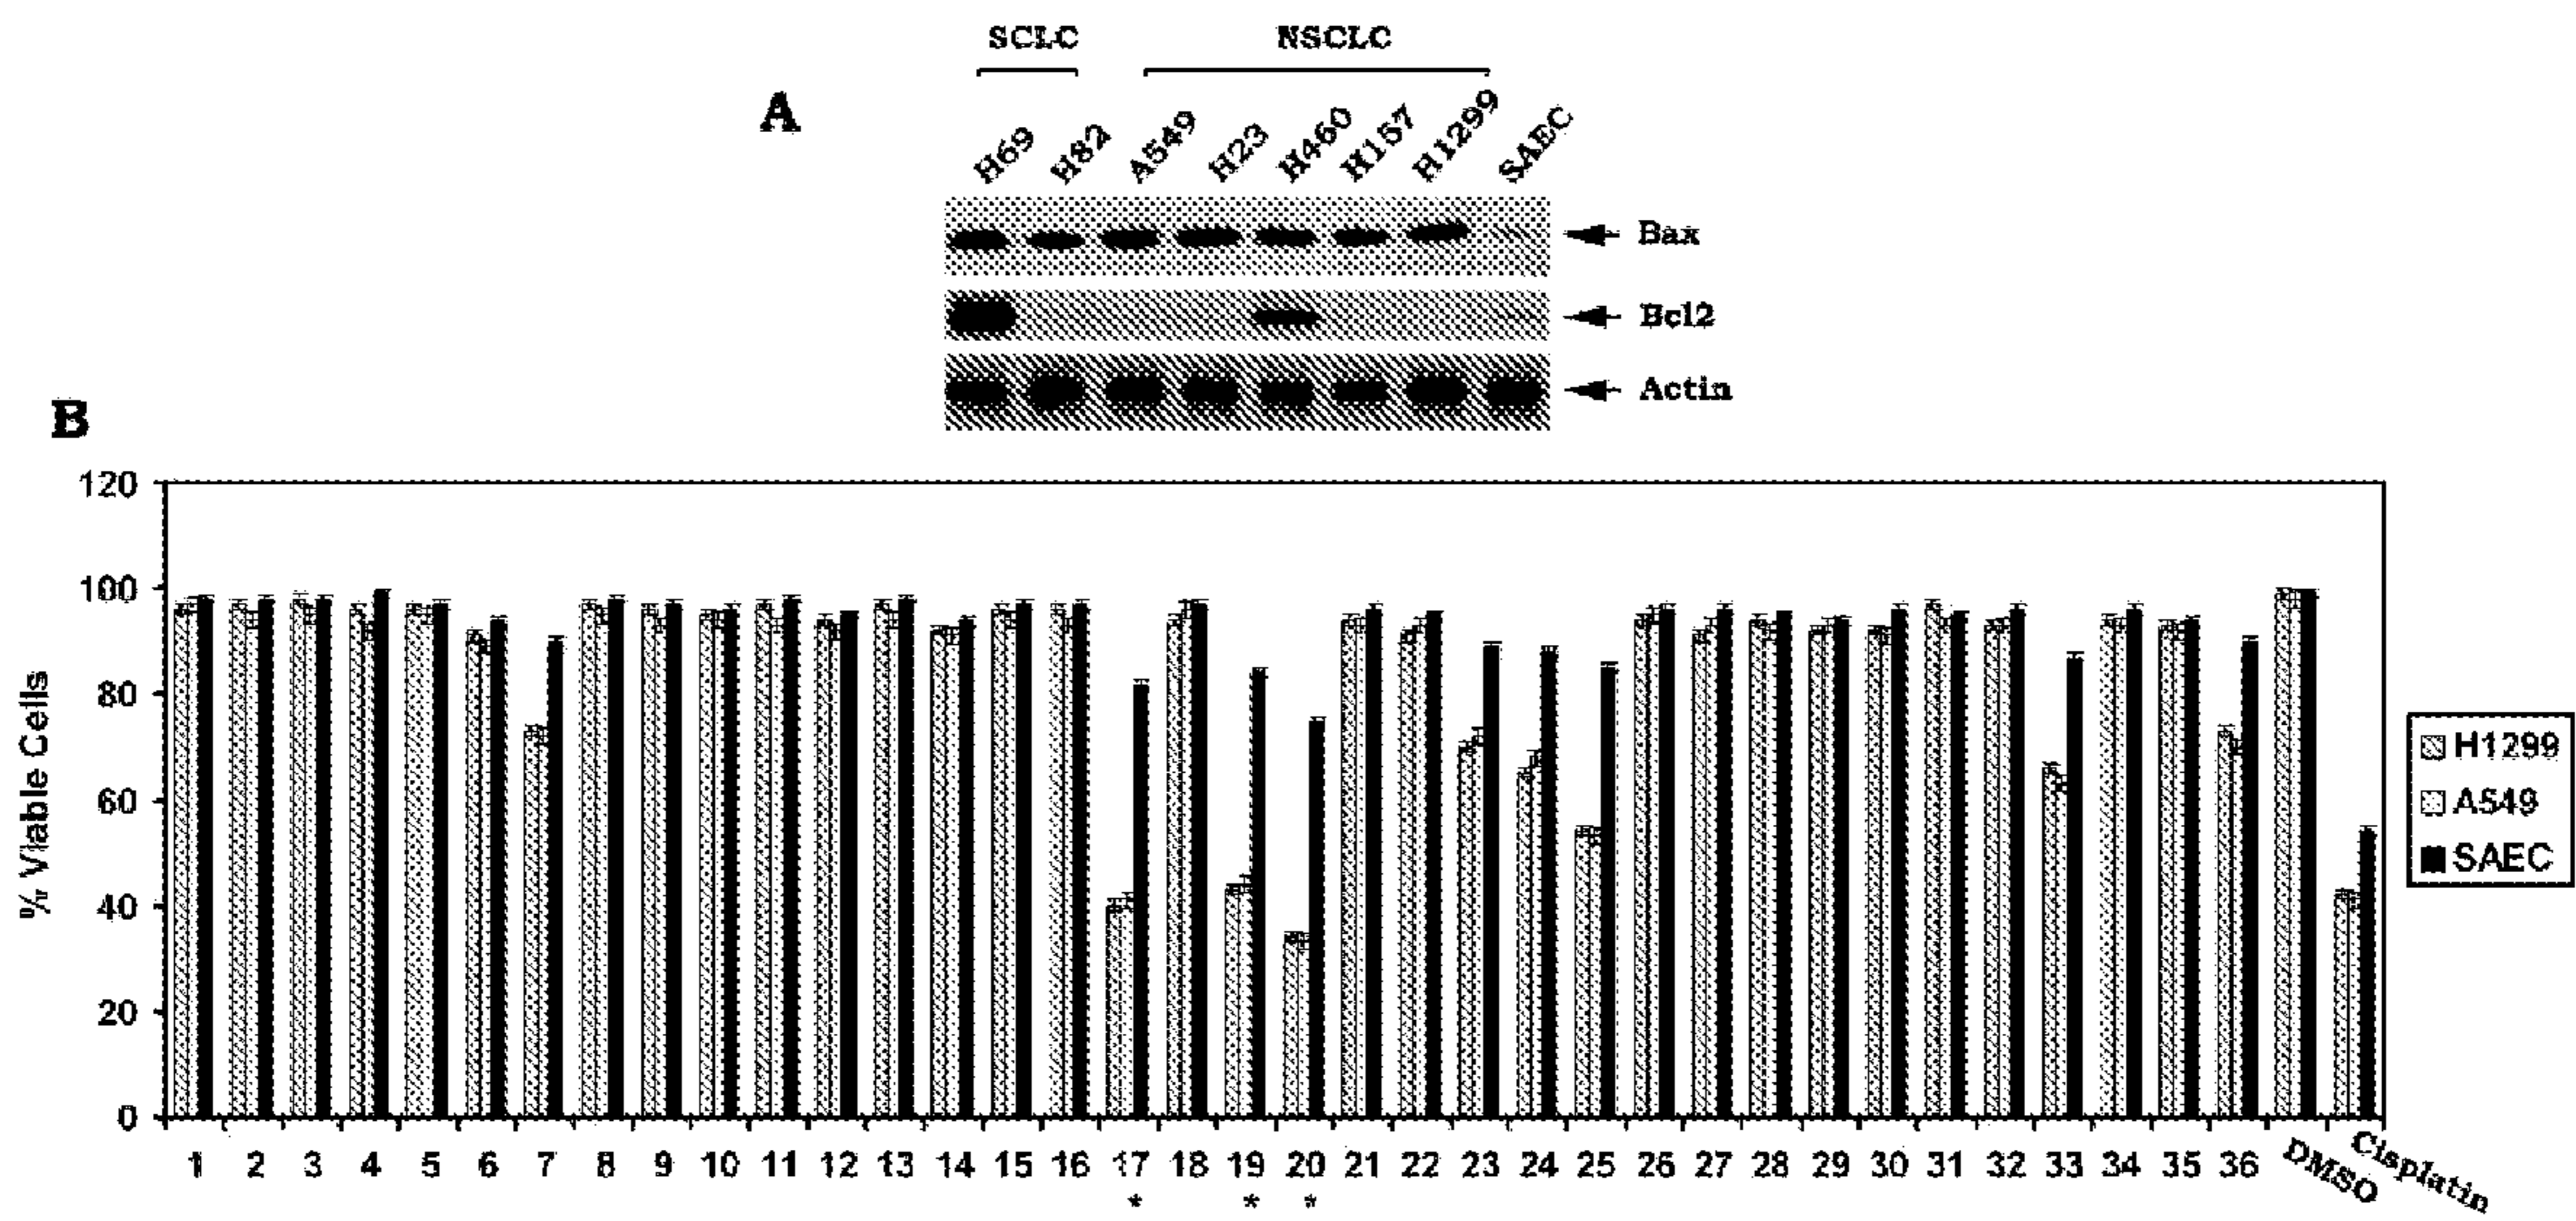 SCLC NSCLC
A
H69 H82 A549 H23 H460 H157 H1299 SAEC
Bax
Bcl2
Actin
B
120
100
80
60
40
20
0
% Viable Cells
H1299
A549
SAEC
1 2 3 4 5 6 7 8 9 10 11 12 13 14 15 16 17 18 19 20 21 22 23 24 25 26 27 28 29 30 31 32 33 34 35 36 DMSO Cisplatin
* * *